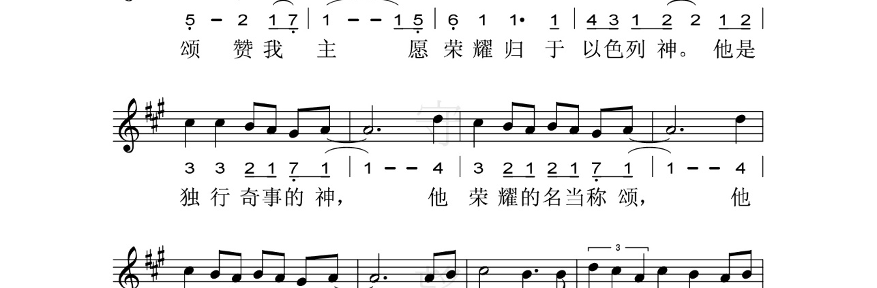 5 - 2 1 7 | 1 - - 1 5 | 6 1 1• 1 | 4 3 1 2 2 1 2 |
颂 赞 我 主 愿 荣 耀 归 于 以 色 列 神。 他 是
3 3 2 1 7 1 | 1 - - 4 | 3 2 1 2 1 7 1 | 1 - - 4 |
独 行 奇 事 的 神， 他 荣 耀 的 名 当 称 颂， 他
3